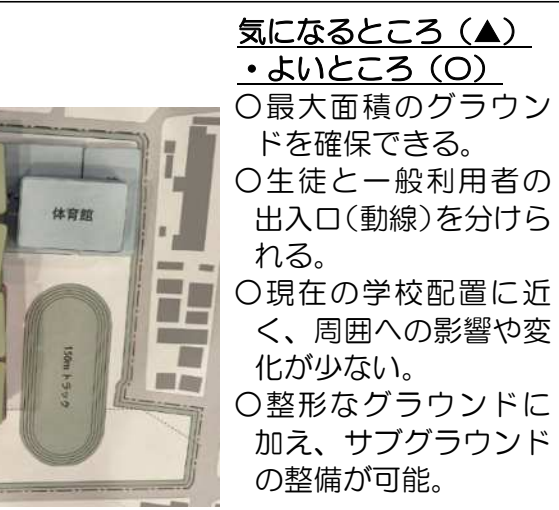 気になるところ（▲）
・よいところ（〇）
〇最大面積のグラウン
ドを確保できる。
〇生徒と一般利用者の
出入口（動線）を分けら
れる。
〇現在の学校配置に近
く、周囲への影響や変
化が少ない。
〇整形なグラウンドに
加え、サブグラウンド
の整備が可能。
体育館
150mトラック